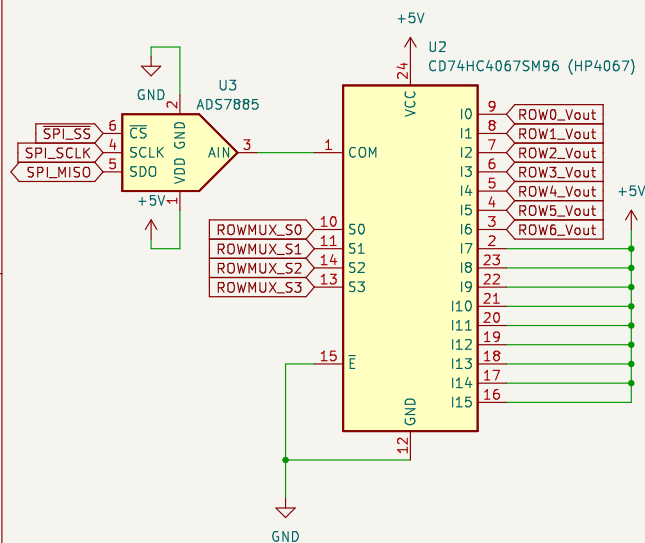 +5V
U2
CD74HC4067SM96 (HP4067)
24
VCC
GND
2
U3
ADS7885
SPI_SS
6
CS
GND
SPI_SCLK
4
SCLK
AIN
3
SPI_MISO
5
SDO
VDD
1
+5V
1
COM
I0
9
ROW0_Vout
I1
8
ROW1_Vout
I2
7
ROW2_Vout
I3
6
ROW3_Vout
I4
5
ROW4_Vout
I5
4
ROW5_Vout
I6
3
ROW6_Vout
+5V
I7
2
I8
23
I9
22
I10
21
I11
20
I12
19
I13
18
I14
17
I15
16
ROWMUX_S0
10
S0
ROWMUX_S1
11
S1
ROWMUX_S2
14
S2
ROWMUX_S3
13
S3
15
E
GND
12
GND